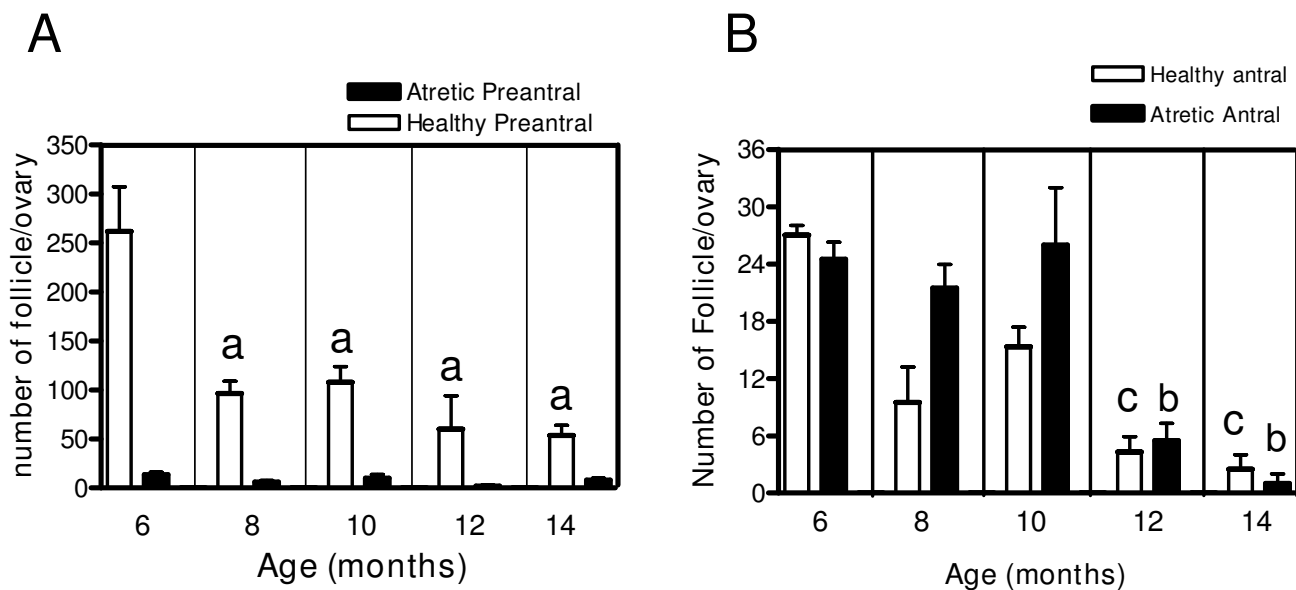 A
Atretic Preantral
Healthy Preantral
number of follicle/ovary
350
300
250
200
150
100
50
0
a
a
a
a
6 8 10 12 14
Age (months)
B
Healthy antral
Atretic Antral
Number of Follicle/ovary
36
30
24
18
12
6
0
c b
c b
6 8 10 12 14
Age (months)